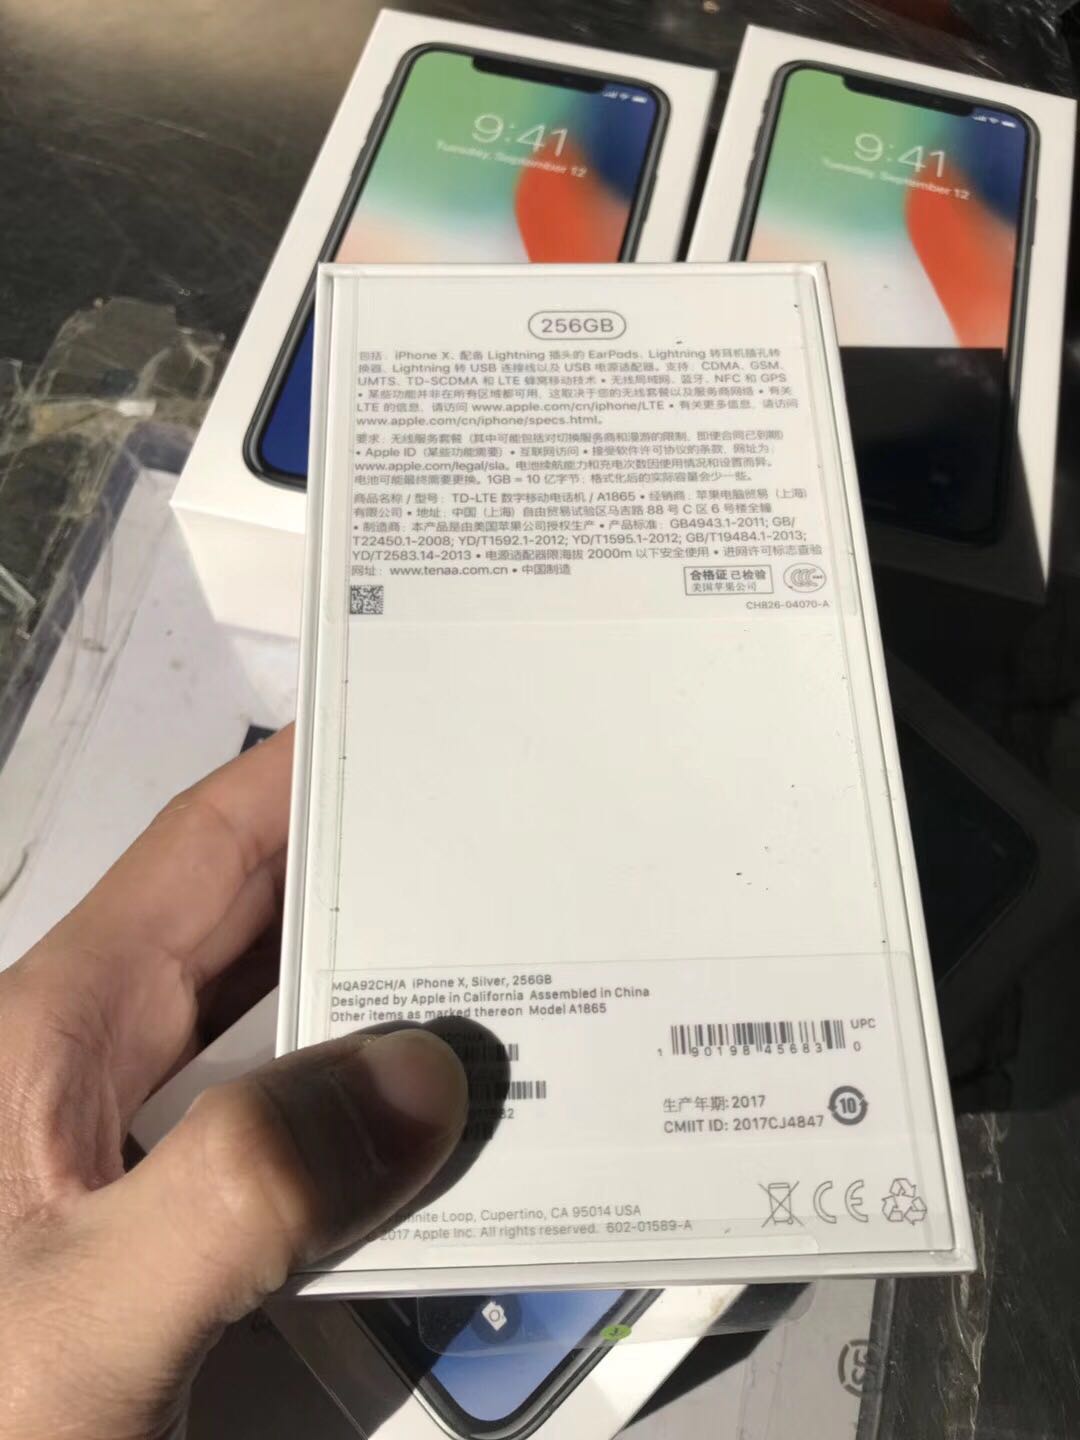 9:41
Tuesday, September 12
9:41
Tuesday, September 12
256GB
包括：iPhone X、配备 Lightning 插头的 EarPods、Lightning 转耳机插孔转
换器、Lightning 转 USB 连接线以及 USB 电源适配器。支持：CDMA、GSM、
UMTS、TD-SCDMA 和 LTE 蜂窝移动技术 • 无线局域网、蓝牙、NFC 和 GPS
• 某些功能并非在所有区域都可用，这取决于您的无线套餐以及服务商网络 • 有关
LTE 的信息，请访问 www.apple.com/cn/iphone/LTE • 有关更多信息，请访问
www.apple.com/cn/iphone/specs.html。
要求：无线服务套餐（其中可能包括对切换服务商和漫游的限制，即使合同已到期）
• Apple ID（某些功能需要）• 互联网访问 • 接受软件许可协议的条款，网址为：
www.apple.com/legal/sla。电池续航能力和充电次数因使用情况和设置而异。
电池可能最终需要更换。1GB = 10 亿字节；格式化后的实际容量会少一些。
商品名称 / 型号：TD-LTE 数字移动电话机 / A1865 • 经销商：苹果电脑贸易（上海）
有限公司 • 地址：中国（上海）自由贸易试验区马吉路 88 号 C 区 6 号楼全幢
• 制造商：本产品是由美国苹果公司授权生产 • 产品标准：GB4943.1-2011; GB/
T22450.1-2008; YD/T1592.1-2012; YD/T1595.1-2012; GB/T19484.1-2013;
YD/T2583.14-2013 • 电源适配器限海拔 2000m 以下安全使用 • 进网许可标志查验
网址：www.tenaa.com.cn • 中国制造
合格证 已检验
美国苹果公司
CH826-04070-A
MQA92CH/A iPhone X, Silver, 256GB
Designed by Apple in California Assembled in China
Other items as marked thereon Model A1865
UPC
1 90198 45683 0
生产年期: 2017
10
CMIIT ID: 2017CJ4847
Infinite Loop, Cupertino, CA 95014 USA
2017 Apple Inc. All rights reserved. 602-01589-A